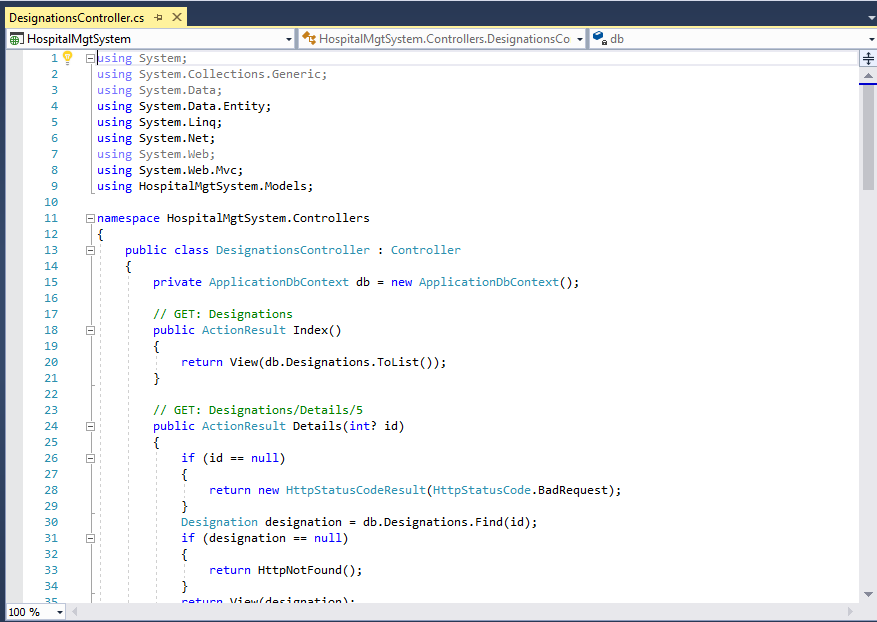 DesignationsController.cs
HospitalMgtSystem HospitalMgtSystem.Controllers.DesignationsCo db
1 using System;
2 using System.Collections.Generic;
3 using System.Data;
4 using System.Data.Entity;
5 using System.Linq;
6 using System.Net;
7 using System.Web;
8 using System.Web.Mvc;
9 using HospitalMgtSystem.Models;
10
11 namespace HospitalMgtSystem.Controllers
12 {
13     public class DesignationsController : Controller
14     {
15         private ApplicationDbContext db = new ApplicationDbContext();
16
17         // GET: Designations
18         public ActionResult Index()
19         {
20             return View(db.Designations.ToList());
21         }
22
23         // GET: Designations/Details/5
24         public ActionResult Details(int? id)
25         {
26             if (id == null)
27             {
28                 return new HttpStatusCodeResult(HttpStatusCode.BadRequest);
29             }
30             Designation designation = db.Designations.Find(id);
31             if (designation == null)
32             {
33                 return HttpNotFound();
34             }
35             return View(designation);
100 %